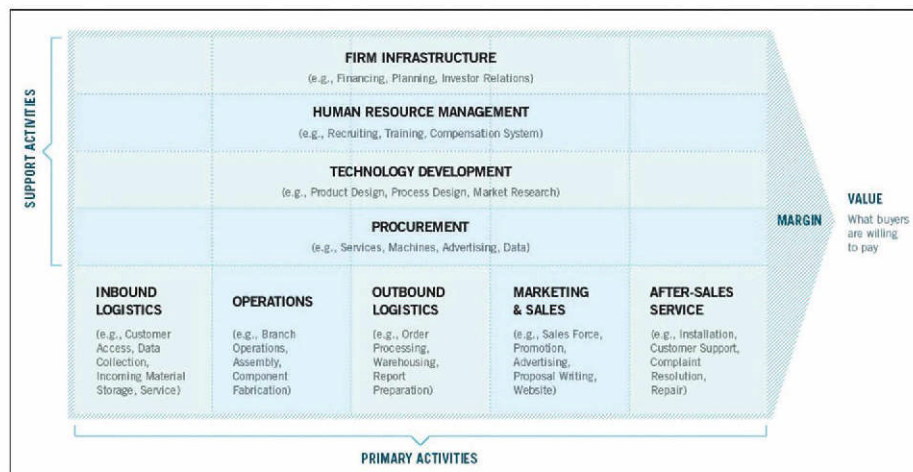 SUPPORT ACTIVITIES
FIRM INFRASTRUCTURE
(e.g., Financing, Planning, Investor Relations)
HUMAN RESOURCE MANAGEMENT
(e.g., Recruiting, Training, Compensation System)
TECHNOLOGY DEVELOPMENT
(e.g., Product Design, Process Design, Market Research)
PROCUREMENT
(e.g., Services, Machines, Advertising, Data)
INBOUND
LOGISTICS
(e.g., Customer
Access, Data
Collection,
Incoming Material
Storage, Service)
OPERATIONS
(e.g., Branch
Operations,
Assembly,
Component
Fabrication)
OUTBOUND
LOGISTICS
(e.g., Order
Processing,
Warehousing,
Report
Preparation)
MARKETING
& SALES
(e.g., Sales Force,
Promotion,
Advertising,
Proposal Writing,
Website)
AFTER-SALES
SERVICE
(e.g., Installation,
Customer Support,
Complaint
Resolution,
Repair)
MARGIN
VALUE
What buyers
are willing
to pay
PRIMARY ACTIVITIES